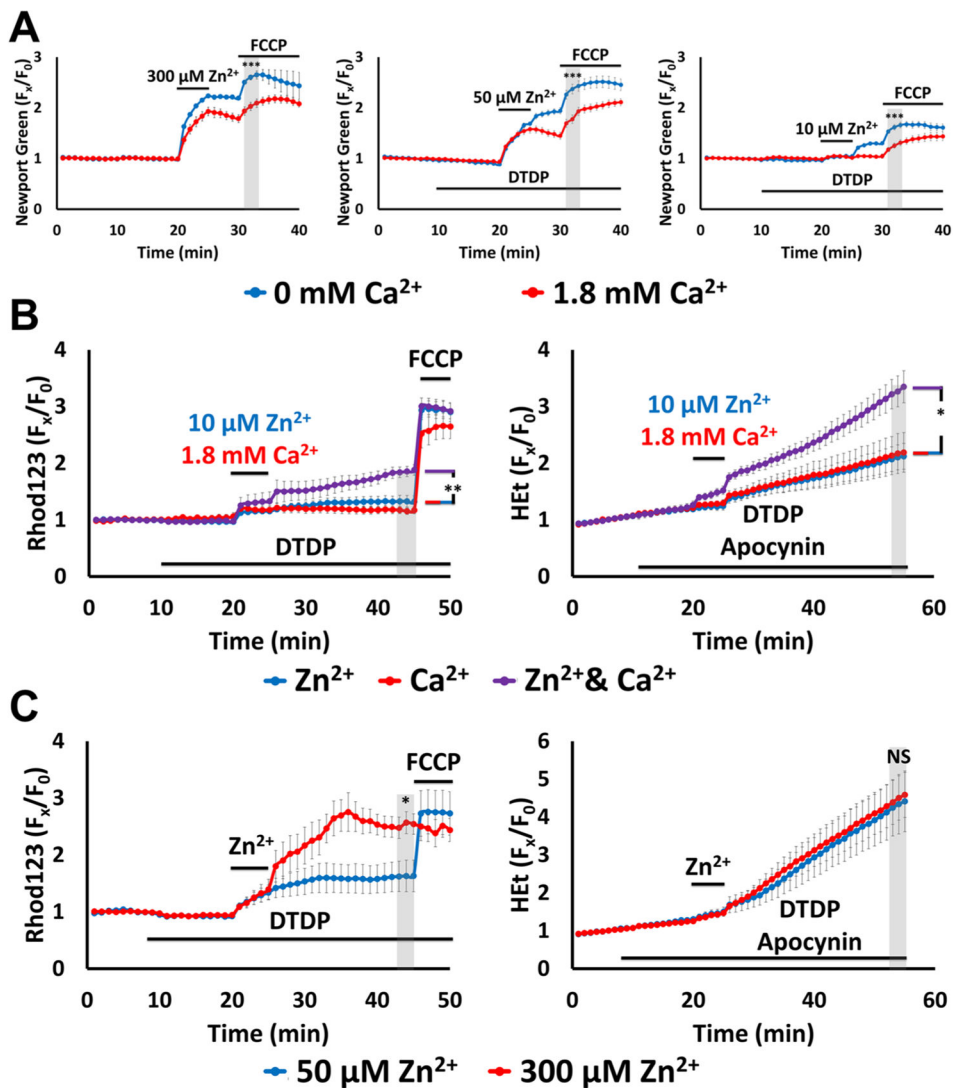 A
Newport Green (Fx/F0)
3
2
1
0
0 10 20 30 40
Time (min)
300 µM Zn2+
FCCP
***
Newport Green (Fx/F0)
3
2
1
0
0 10 20 30 40
Time (min)
50 µM Zn2+
FCCP
***
DTDP
Newport Green (Fx/F0)
3
2
1
0
0 10 20 30 40
Time (min)
10 µM Zn2+
FCCP
***
DTDP
0 mM Ca2+ 1.8 mM Ca2+
B
Rhod123 (Fx/F0)
4
3
2
1
0
0 10 20 30 40 50
Time (min)
FCCP
10 µM Zn2+
1.8 mM Ca2+
**
DTDP
HEt (Fx/F0)
4
3
2
1
0
0 20 40 60
Time (min)
10 µM Zn2+
1.8 mM Ca2+
*
DTDP
Apocynin
Zn2+ Ca2+ Zn2+& Ca2+
C
Rhod123 (Fx/F0)
4
3
2
1
0
0 10 20 30 40 50
Time (min)
FCCP
*
Zn2+
DTDP
HEt (Fx/F0)
6
5
4
3
2
1
0
0 20 40 60
Time (min)
NS
Zn2+
DTDP
Apocynin
50 µM Zn2+ 300 µM Zn2+